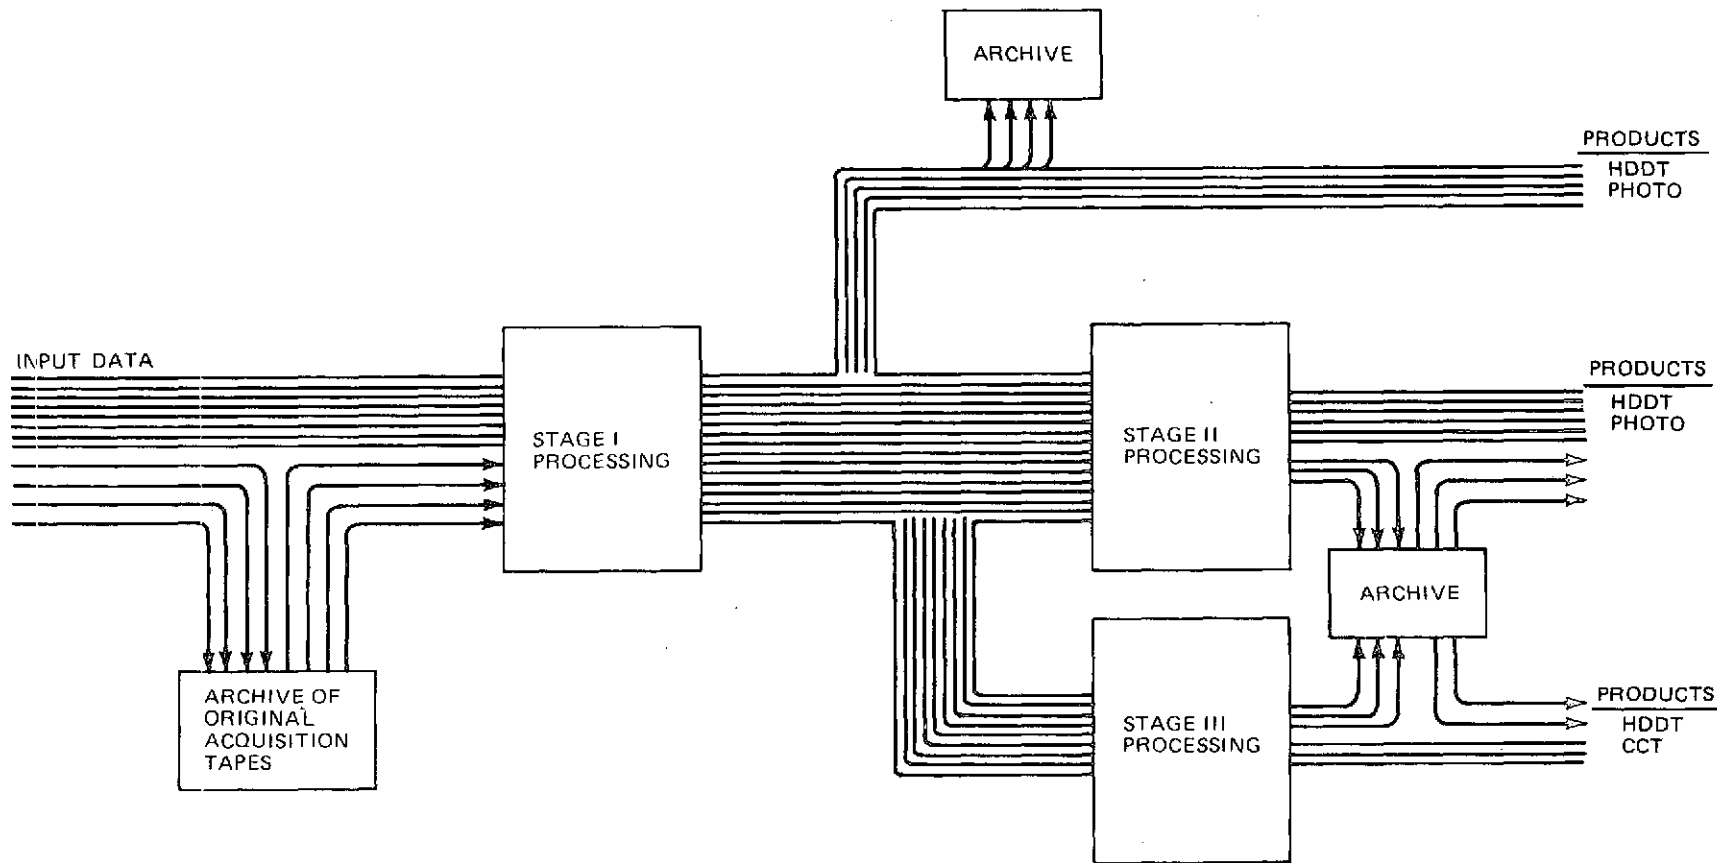 ARCHIVE
PRODUCTS
HDDT
PHOTO
INPUT DATA
STAGE I
PROCESSING
STAGE II
PROCESSING
PRODUCTS
HDDT
PHOTO
ARCHIVE
ARCHIVE OF
ORIGINAL
ACQUISITION
TAPES
STAGE III
PROCESSING
PRODUCTS
HDDT
CCT